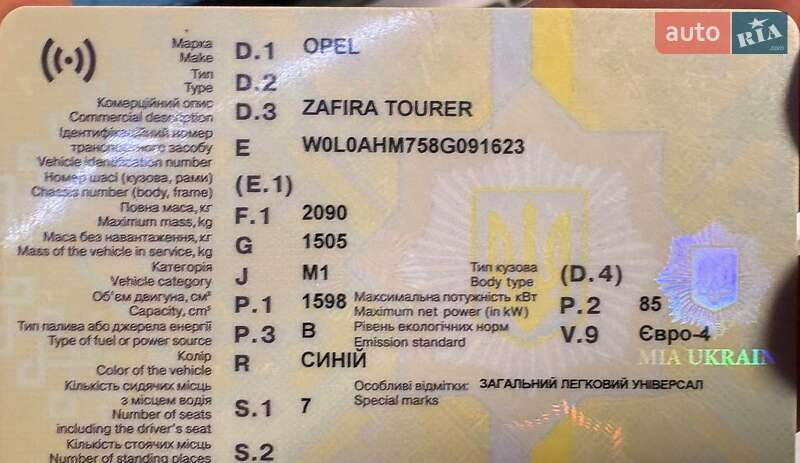 auto RIA .com
Марка
Make D.1 OPEL
Тип
Type D.2
Комерційний опис
Commercial description D.3 ZAFIRA TOURER
Ідентифікаційний номер
транспортного засобу
Vehicle identification number E W0L0AHM758G091623
Номер шасі (кузова, рами)
Chassis number (body, frame) (E.1)
Повна маса, кг
Maximum mass, kg F.1 2090
Маса без навантаження, кг
Mass of the vehicle in service, kg G 1505
Категорія
Vehicle category J M1 Тип кузова
Body type (D.4)
Об'єм двигуна, см³
Capacity, cm³ P.1 1598 Максимальна потужність кВт
Maximum net power (in kW) P.2 85
Тип палива або джерела енергії
Type of fuel or power source P.3 B Рівень екологічних норм
Emission standard V.9 Євро-4
MIA UKRAIN
Колір
Color of the vehicle R СИНІЙ
Кількість сидячих місць
з місцем водія
Number of seats
including the driver's seat S.1 7 Особливі відмітки: ЗАГАЛЬНИЙ ЛЕГКОВИЙ УНІВЕРСАЛ
Special marks
Кількість стоячих місць
Number of standing places S.2